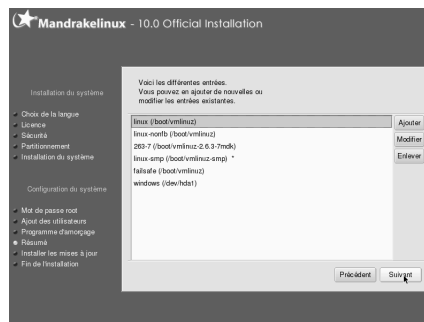 Mandrakelinux - 10.0 Official Installation
Installation du système
Choix de la langue
Licence
Sécurité
Partitionnement
Installation du système
Configuration du système
Mot de passe root
Ajout des utilisateurs
Programme d'amorçage
Résumé
Installer les mises à jour
Fin de l'installation
Voici les différentes entrées.
Vous pouvez en ajouter de nouvelles ou
modifier les entrées existantes.
linux (/boot/vmlinuz)
linux-nonfb (/boot/vmlinuz)
263-7 (/boot/vmlinuz-2.6.3-7mdk)
linux-smp (/boot/vmlinuz-smp) *
failsafe (/boot/vmlinuz)
windows (/dev/hda1)
Ajouter
Modifier
Enlever
Précédent
Suivant